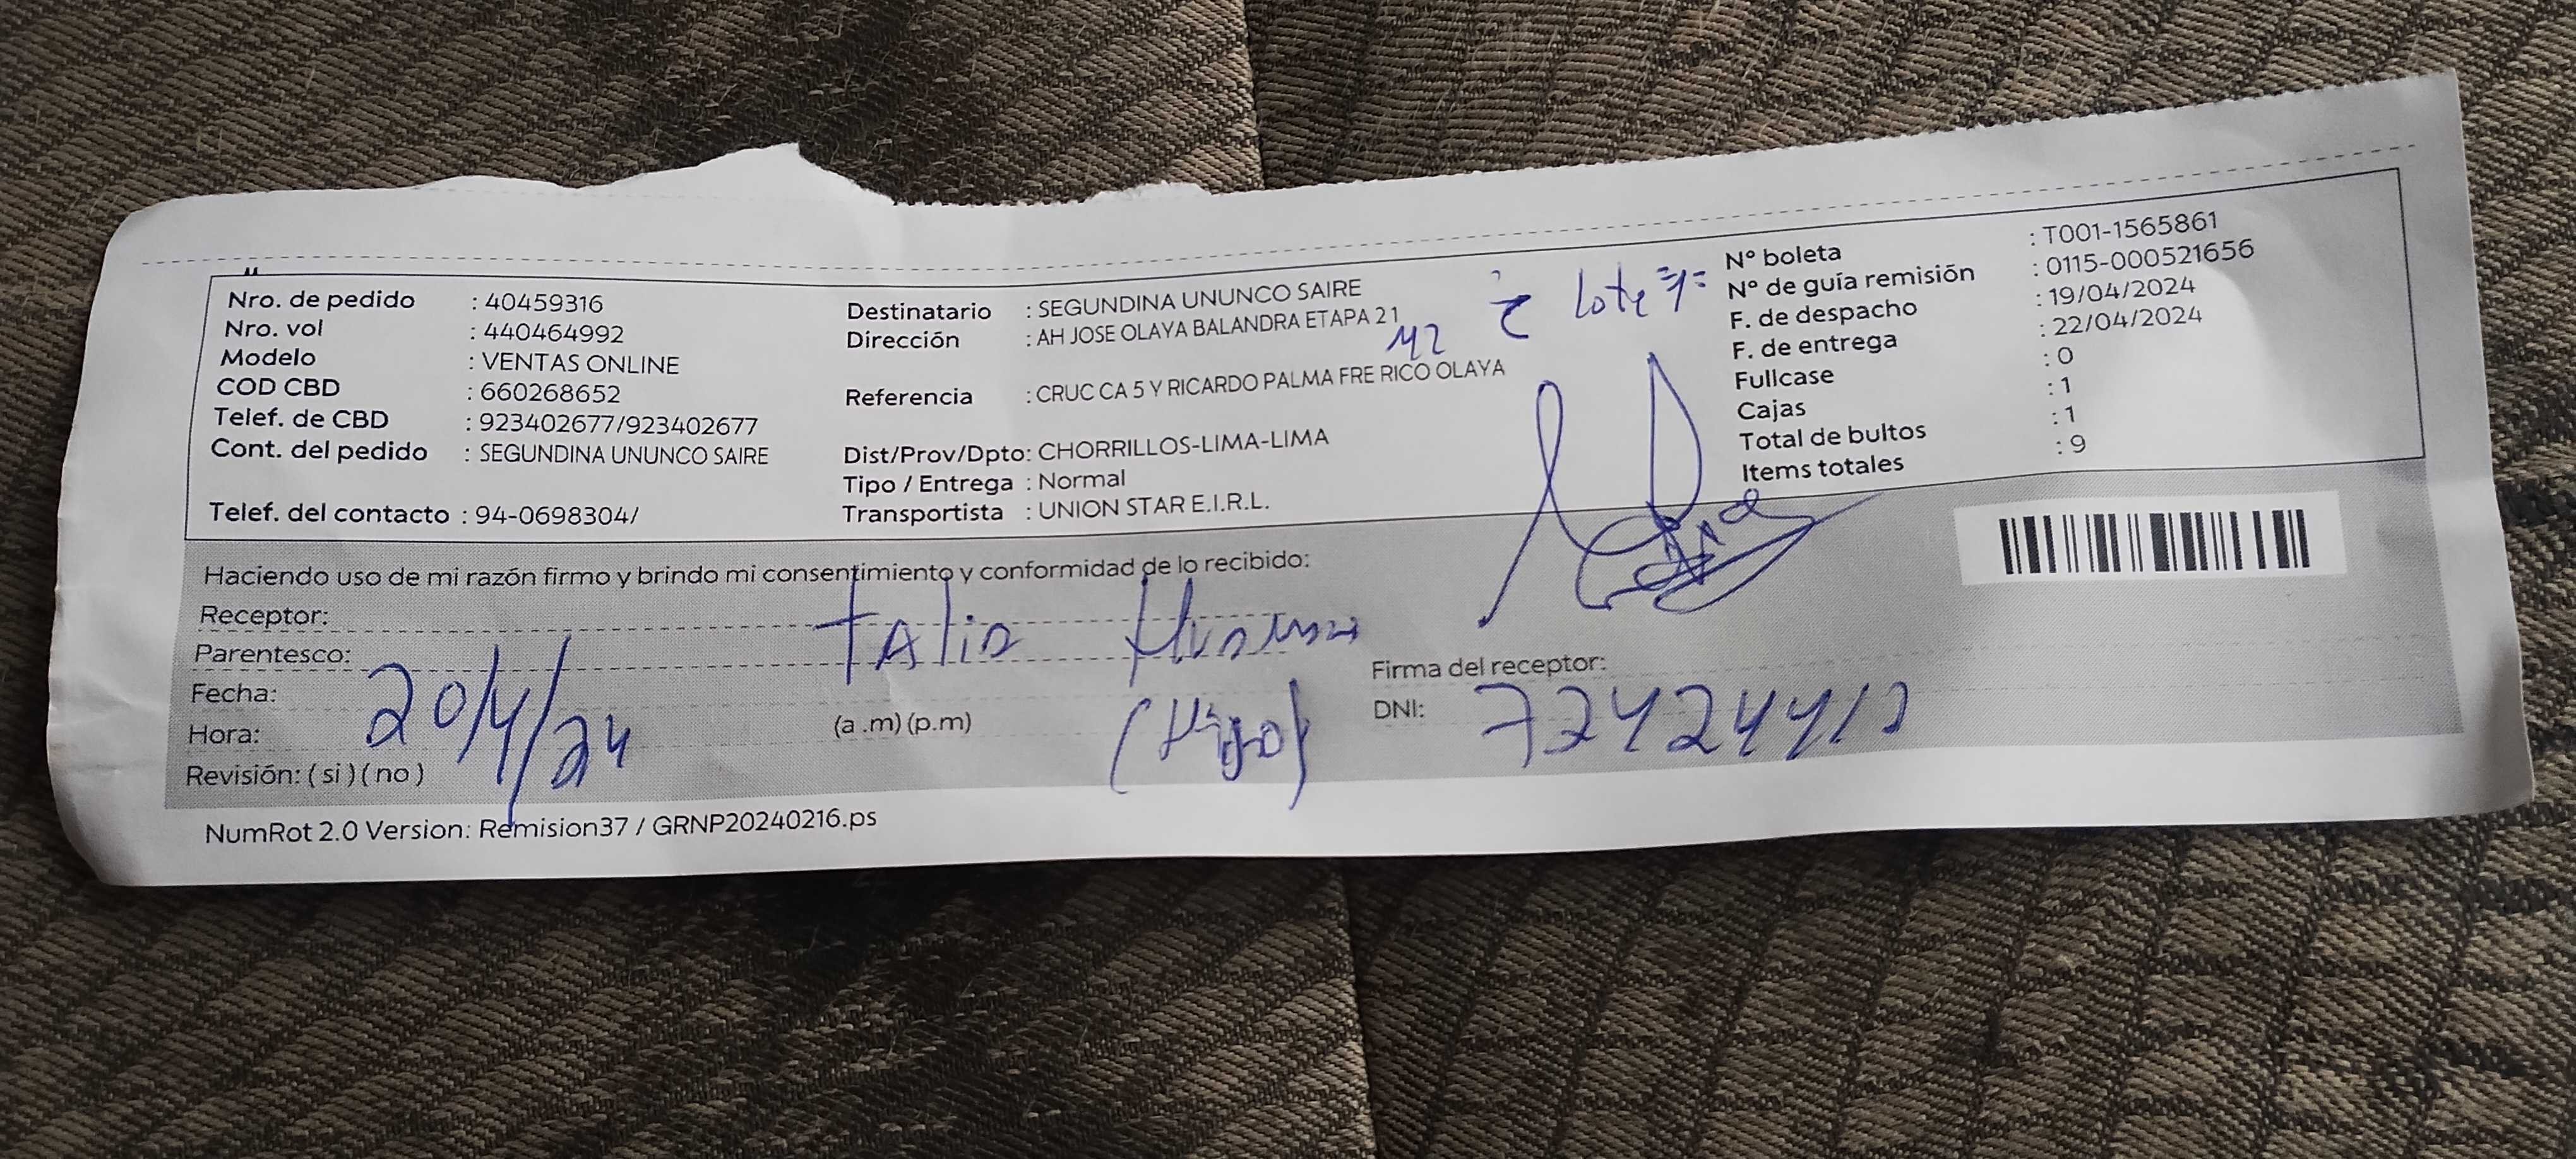 Nro. de pedido : 40459316
Nro. vol : 440464992
Modelo : VENTAS ONLINE
COD CBD : 660268652
Telef. de CBD : 923402677/923402677
Cont. del pedido : SEGUNDINA UNUNCO SAIRE
Telef. del contacto : 94-0698304/
Destinatario : SEGUNDINA UNUNCO SAIRE
Dirección : AH JOSE OLAYA BALANDRA ETAPA 21
Lote
Referencia : CRUC CA 5 Y RICARDO PALMA FRE RICO OLAYA
Dist/Prov/Dpto: CHORRILLOS-LIMA-LIMA
Tipo / Entrega : Normal
Transportista : UNION STAR E.I.R.L.
N° boleta : T001-1565861
N° de guía remisión : 0115-000521656
F. de despacho : 19/04/2024
F. de entrega : 22/04/2024
Fullcase : 0
Cajas : 1
Total de bultos : 1
Items totales : 9
Haciendo uso de mi razón firmo y brindo mi consentimiento y conformidad de lo recibido:
Receptor: Talia
Parentesco:
Fecha: 20/4/24
Hora: (a .m) (p.m)
Revisión: ( si ) ( no )
(Hijo)
Firma del receptor:
DNI:
NumRot 2.0 Version: Remision37 / GRNP20240216.ps